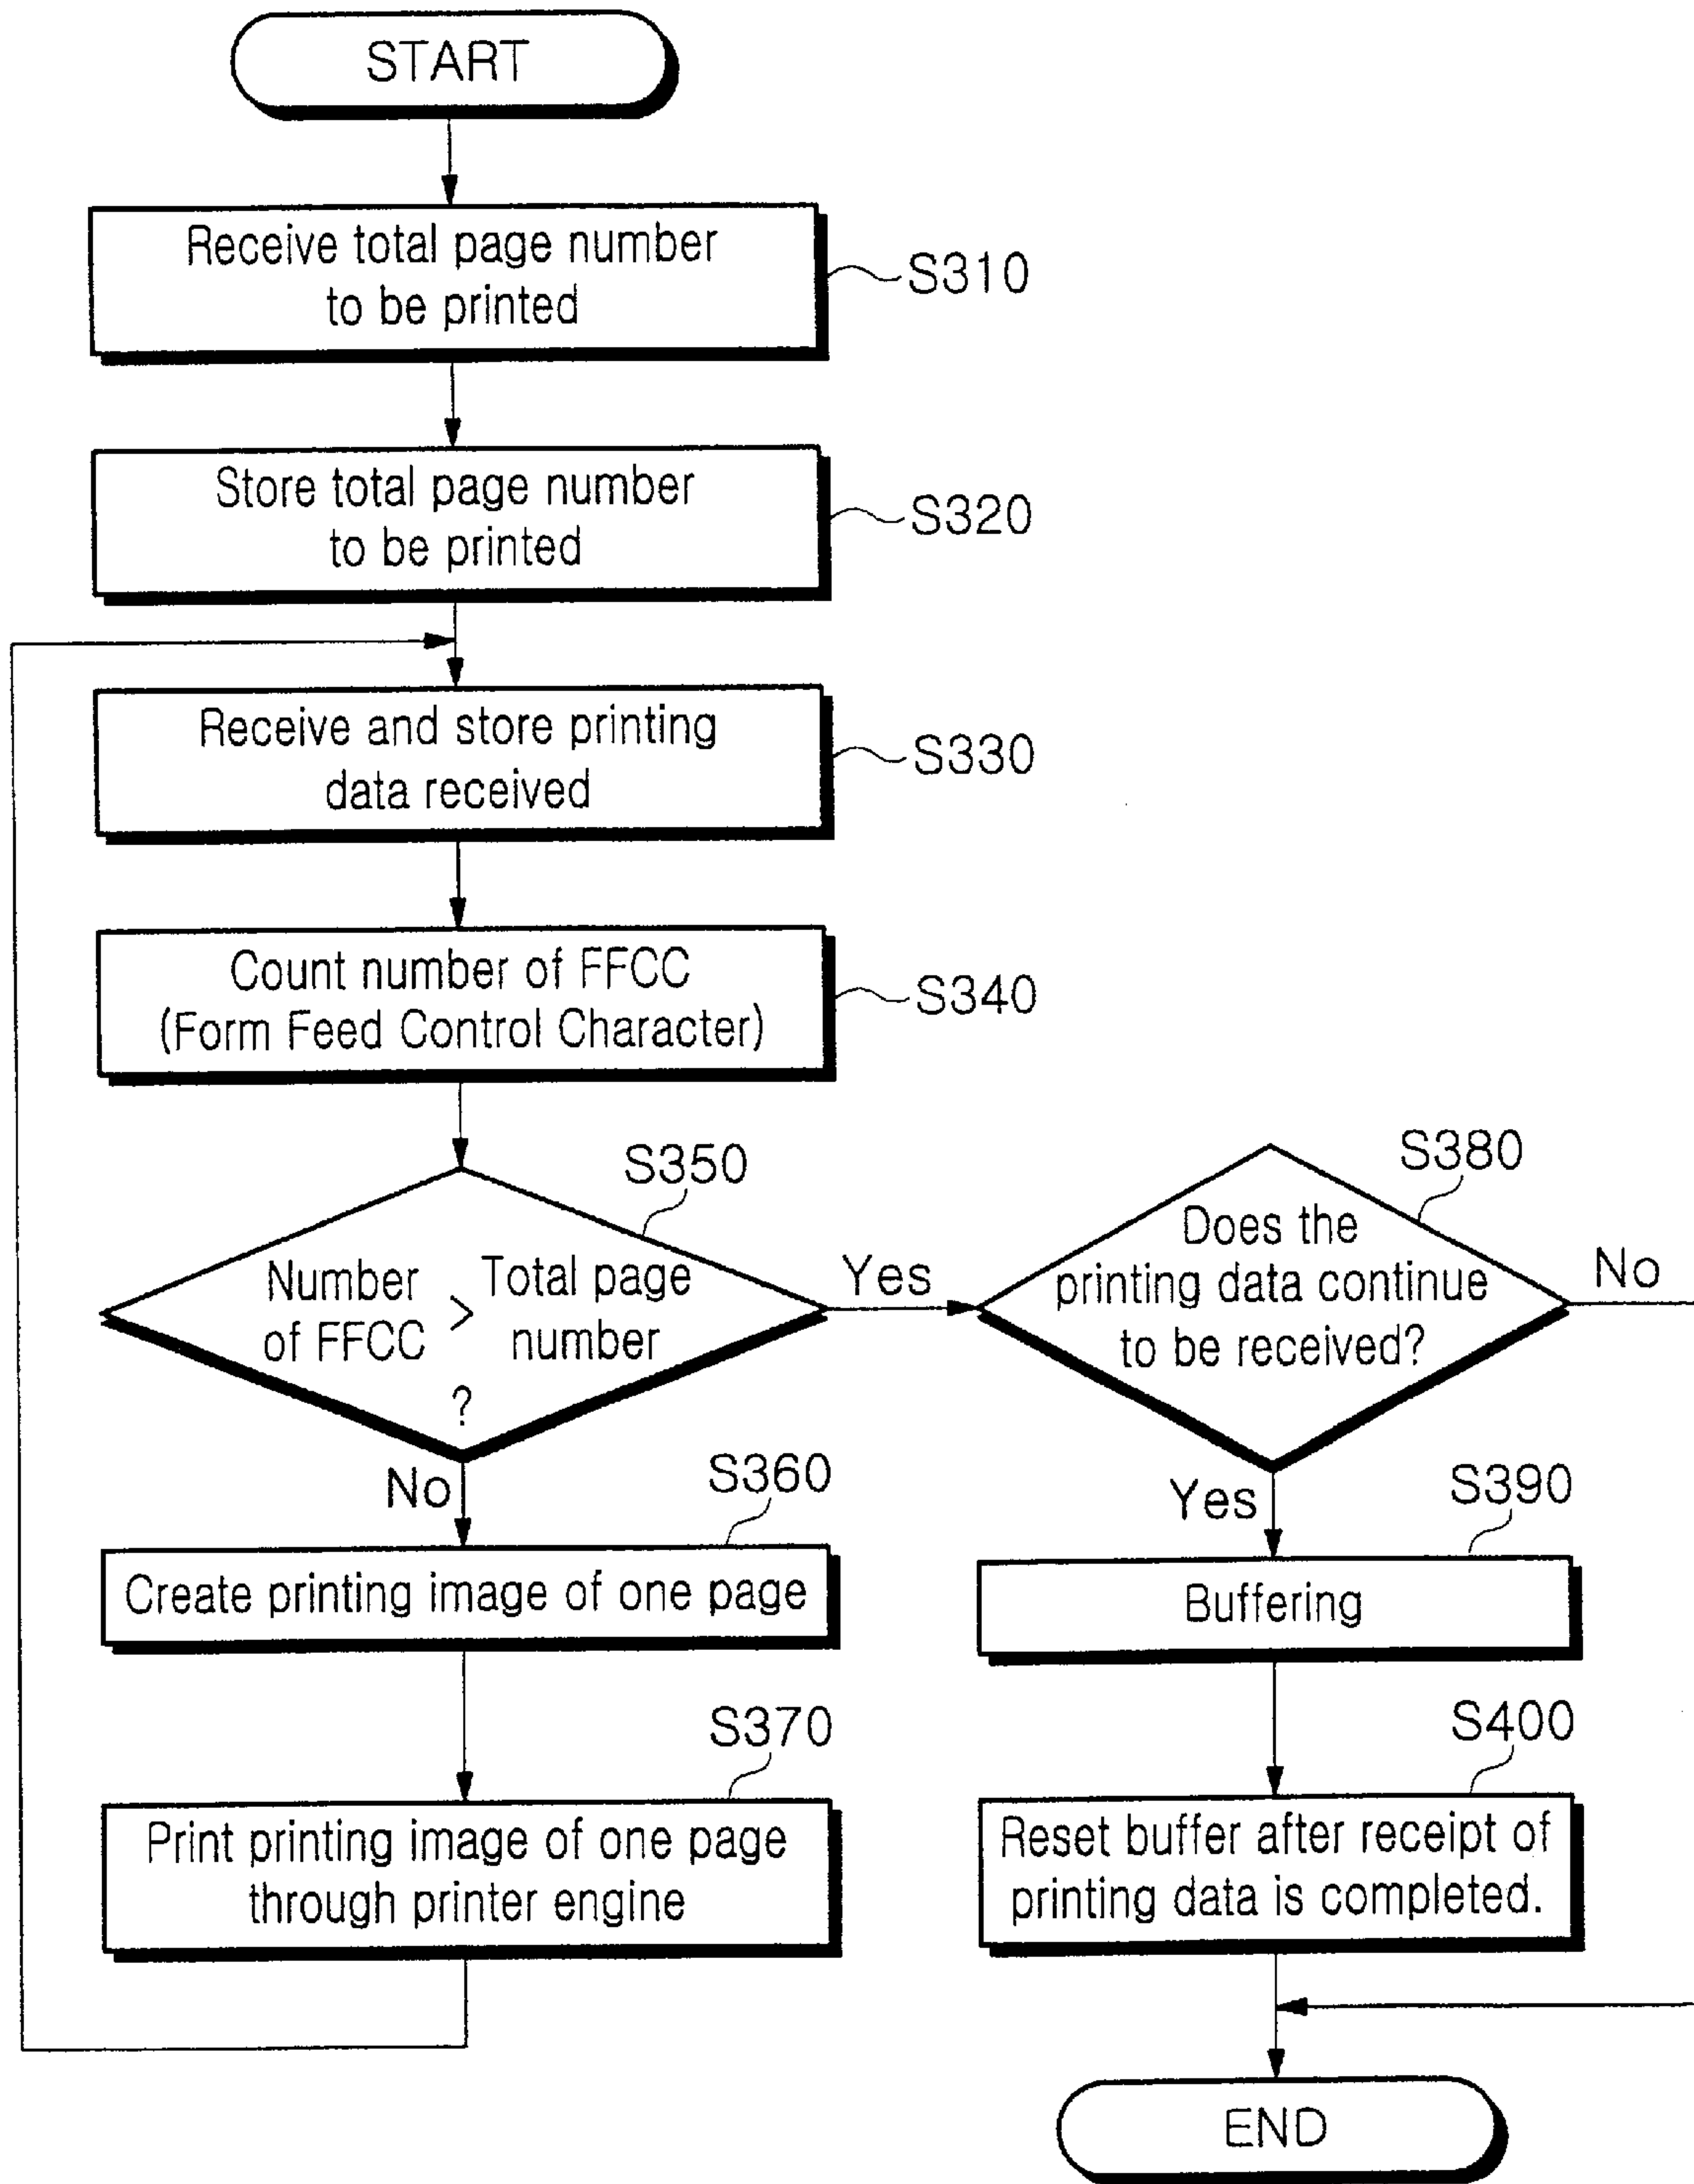 START
Receive total page number
to be printed
S310
Store total page number
to be printed
S320
Receive and store printing
data received
S330
Count number of FFCC
(Form Feed Control Character)
S340
S350
Number
of FFCC
>
Total page
number
?
Yes
No
S380
Does the
printing data continue
to be received?
No
Yes
S360
Create printing image of one page
S390
Buffering
S370
Print printing image of one page
through printer engine
S400
Reset buffer after receipt of
printing data is completed.
END